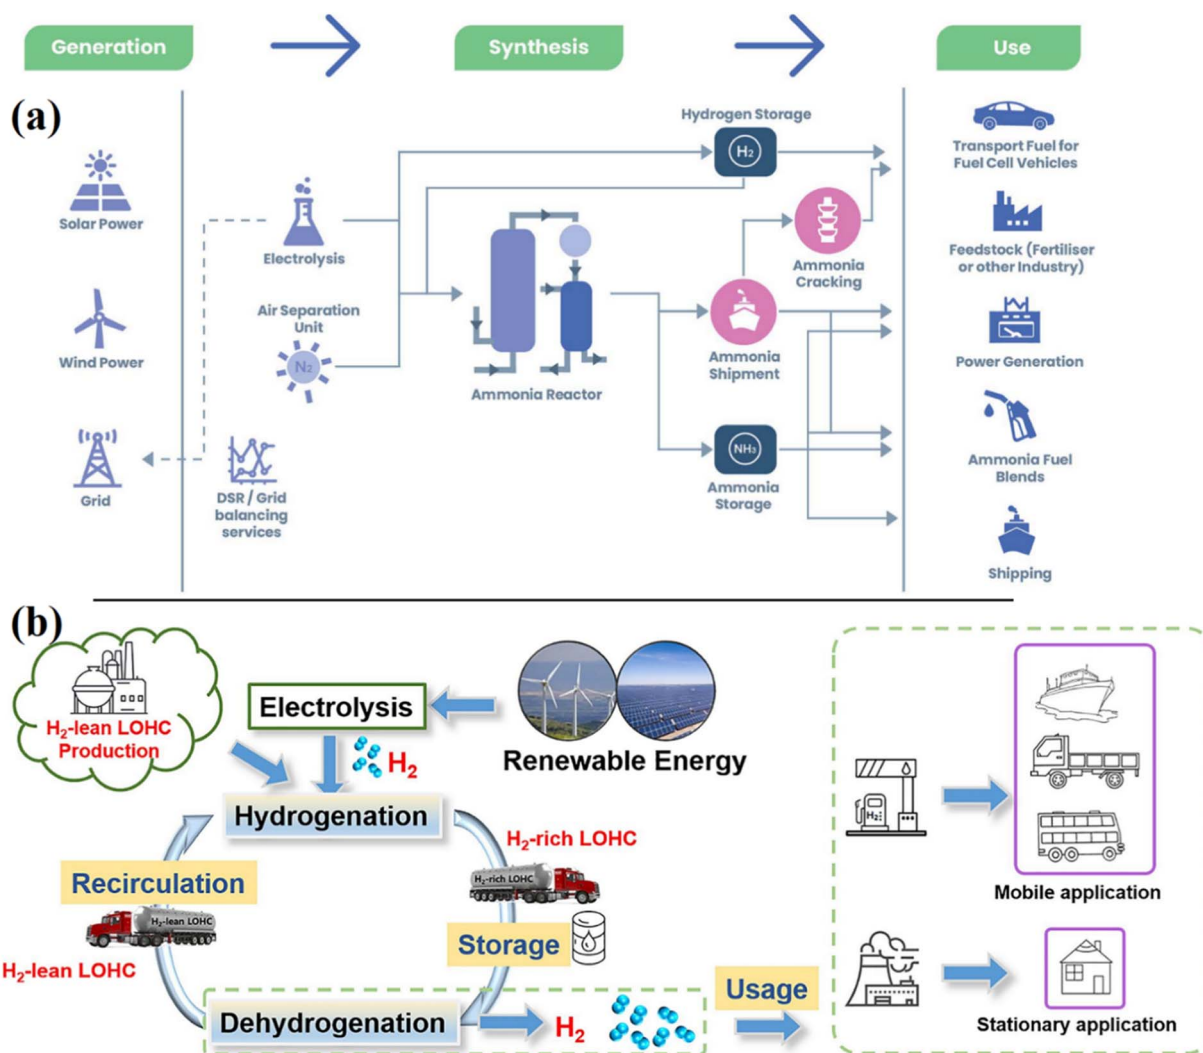 Generation
Synthesis
Use
(a)
Solar Power
Wind Power
Grid
Electrolysis
Air Separation
Unit
N₂
DSR / Grid
balancing
services
Ammonia Reactor
Hydrogen Storage
H₂
Ammonia
Cracking
Ammonia
Shipment
NH₃
Ammonia
Storage
Transport Fuel for
Fuel Cell Vehicles
Feedstock (Fertiliser
or other Industry)
Power Generation
Ammonia Fuel
Blends
Shipping
(b)
H₂-lean LOHC
Production
Electrolysis
Renewable Energy
H₂
Hydrogenation
H₂-rich LOHC
H₂-rich LOHC
Recirculation
H₂-lean LOHC
H₂-lean LOHC
Storage
Dehydrogenation
H₂
Usage
H₂
Mobile application
Stationary application